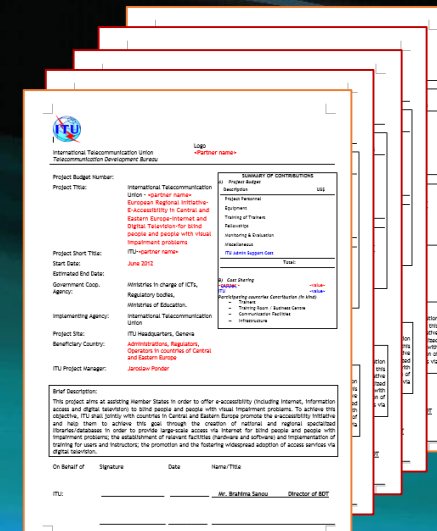 ITU
Logo
International Telecommunication Union
<Partner name>
Telecommunication Development Bureau
Project Budget Number:
Project Title:
International Telecommunication
Union - <partner name>
European Regional Initiative-
E-Accessibility in Central and
Eastern Europe-Internet and
Digital Television-for blind
people and people with visual
impairment problems
Project Short Title:
ITU-<partner name>
Start Date:
June 2012
Estimated End Date:
Government Coop.
Agency:
Ministries in charge of ICTs,
Regulatory bodies,
Ministries of Education.
Implementing Agency:
International Telecommunication
Union
Project Site:
ITU Headquarters, Geneva
Beneficiary Country:
Administrations, Regulators,
Operators in countries of Central
and Eastern Europe
ITU Project Manager:
Jaroslaw Ponder
SUMMARY OF CONTRIBUTIONS
A) Project Budget
Description US$
Project Personnel
Equipment
Training of Trainers
Fellowships
Monitoring & Evaluation
Miscellaneous
ITU Admin Support Cost
Total:
B) Cost Sharing
<partner> <value>
ITU <value>
Participating countries Contribution (in kind)
- Trainers
- Training Room / Business Centre
- Communication Facilities
- Infrastructure
Brief Description:
This project aims at assisting Member States in order to offer e-accessibility (including internet, information
access and digital television) to blind people and people with visual impairment problems. To achieve this
objective, ITU shall jointly with countries in Central and Eastern Europe promote the e-accessibility initiative
and help them to achieve this goal through the creation of national and regional specialized
libraries/databases in order to provide large-scale access via internet for blind people and people with
impairment problems; the establishment of relevant facilities (hardware and software) and implementation of
training for users and instructors; the promotion and the fostering widespread adoption of access services via
digital television.
On Behalf of Signature Date Name/Title
ITU: Mr. Brahima Sanou Director of BDT